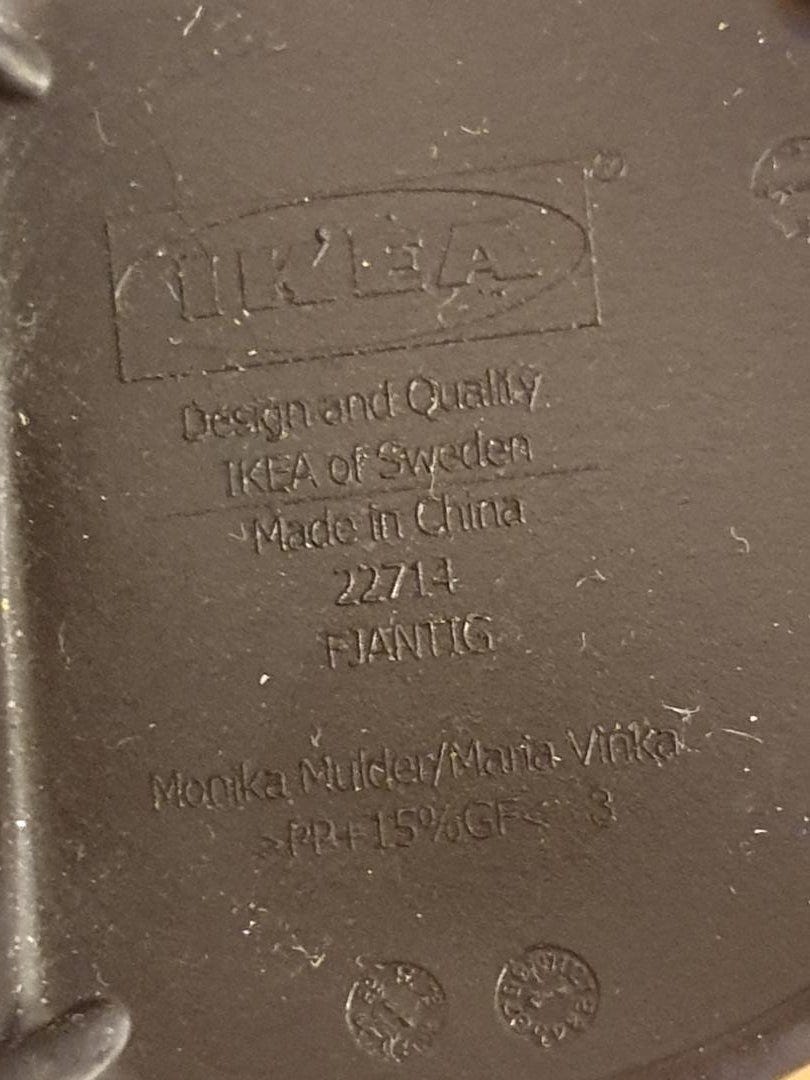 IKEA®
Design and Quality
IKEA of Sweden
Made in China
22714
FJANTIG
Monika Mulder/Maria Vinka
>PP+15%GF< 3